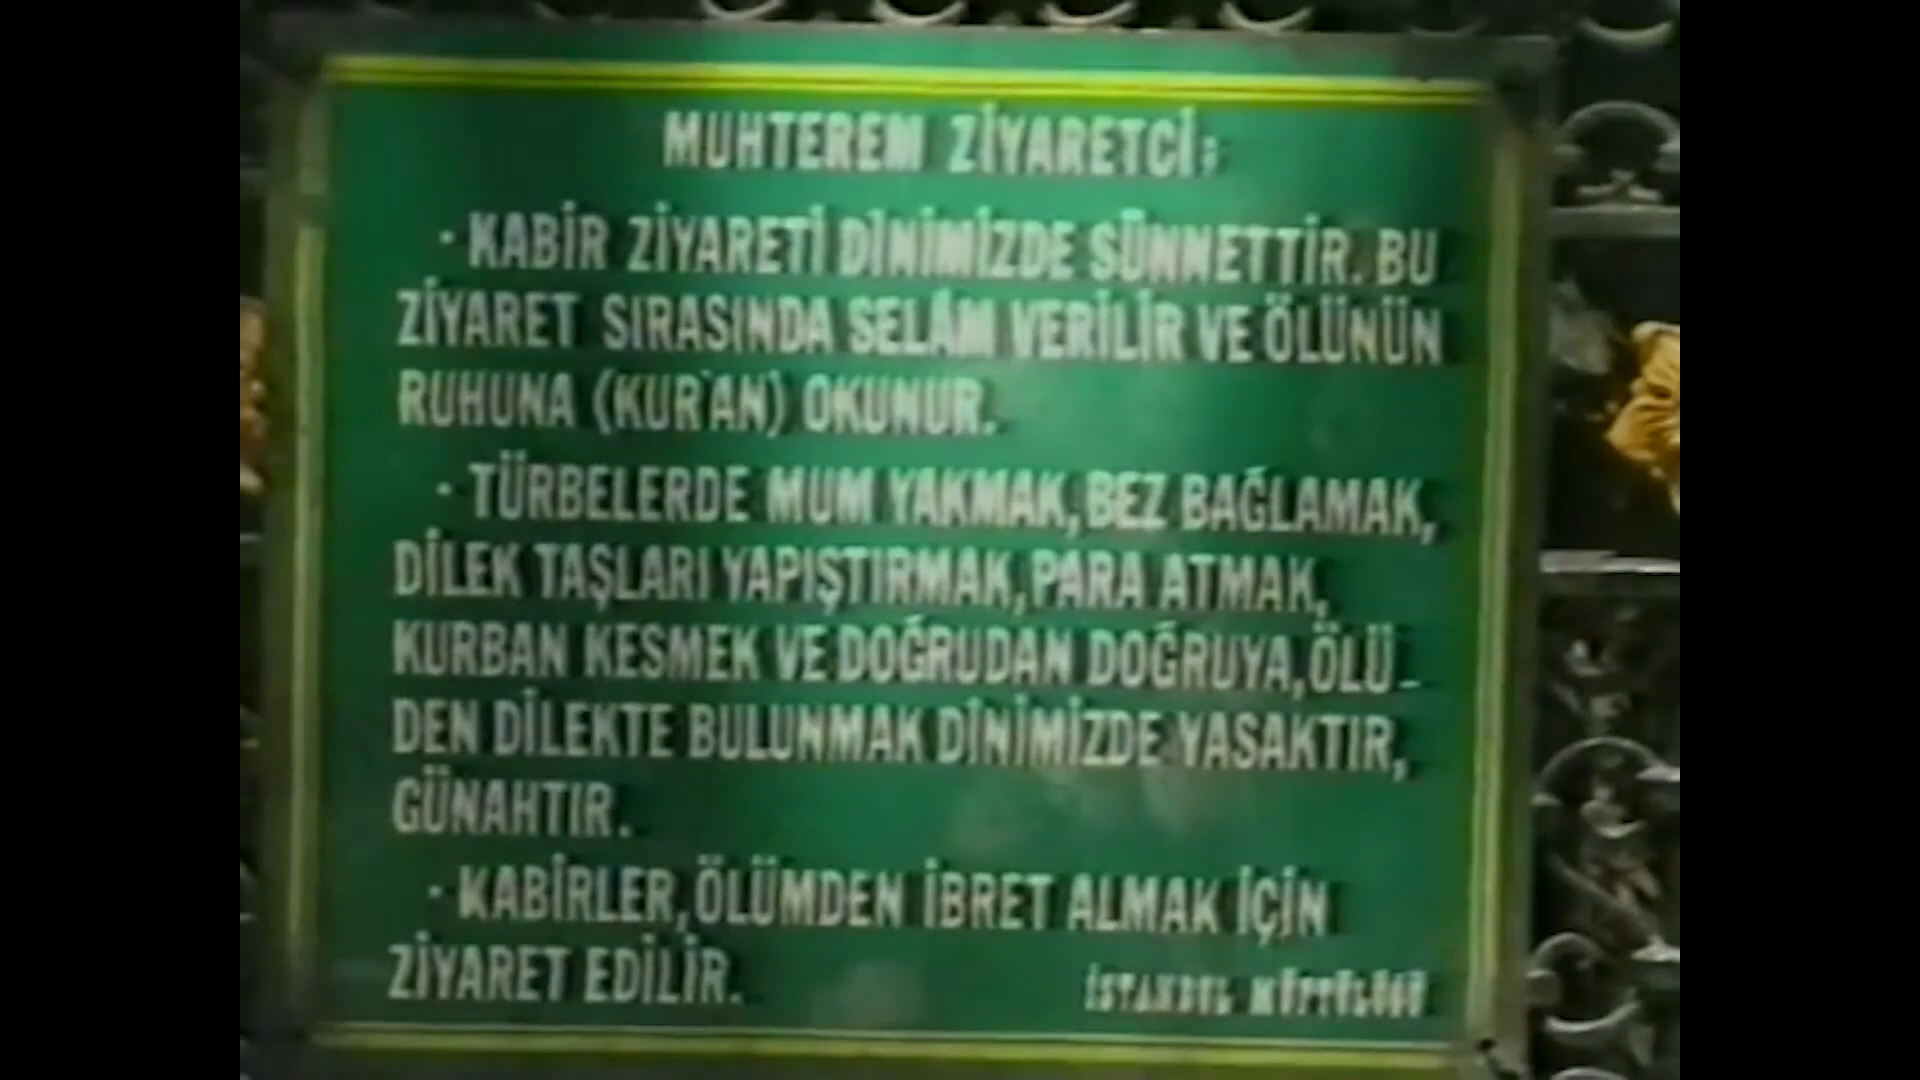 MUHTEREM ZİYARETCİ:
· KABİR ZİYARETİ DİNİMİZDE SÜNNETTİR. BU
ZİYARET SIRASINDA SELÂM VERİLİR VE ÖLÜNÜN
RUHUNA (KUR'AN) OKUNUR.
· TÜRBELERDE MUM YAKMAK, BEZ BAĞLAMAK,
DİLEK TAŞLARI YAPIŞTIRMAK, PARA ATMAK,
KURBAN KESMEK VE DOĞRUDAN DOĞRUYA, ÖLÜ-
DEN DİLEKTE BULUNMAK DİNİMİZDE YASAKTIR,
GÜNAHTIR.
· KABİRLER, ÖLÜMDEN İBRET ALMAK İÇİN
ZİYARET EDİLİR.
İSTANBUL MÜFTÜLÜĞÜ